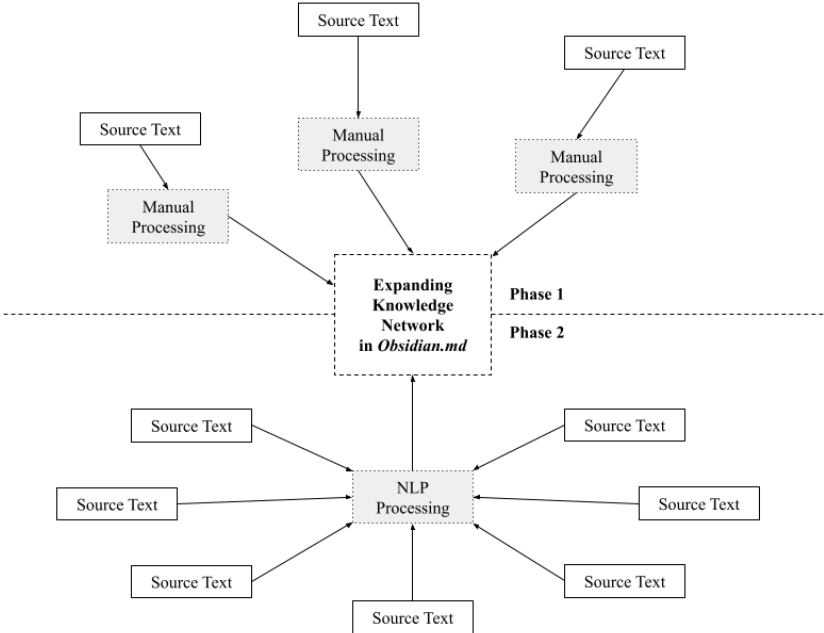 Source Text
Source Text
Source Text
Manual
Processing
Manual
Processing
Manual
Processing
Expanding
Knowledge
Network
in Obsidian.md
Phase 1
Phase 2
Source Text
Source Text
Source Text
NLP
Processing
Source Text
Source Text
Source Text
Source Text